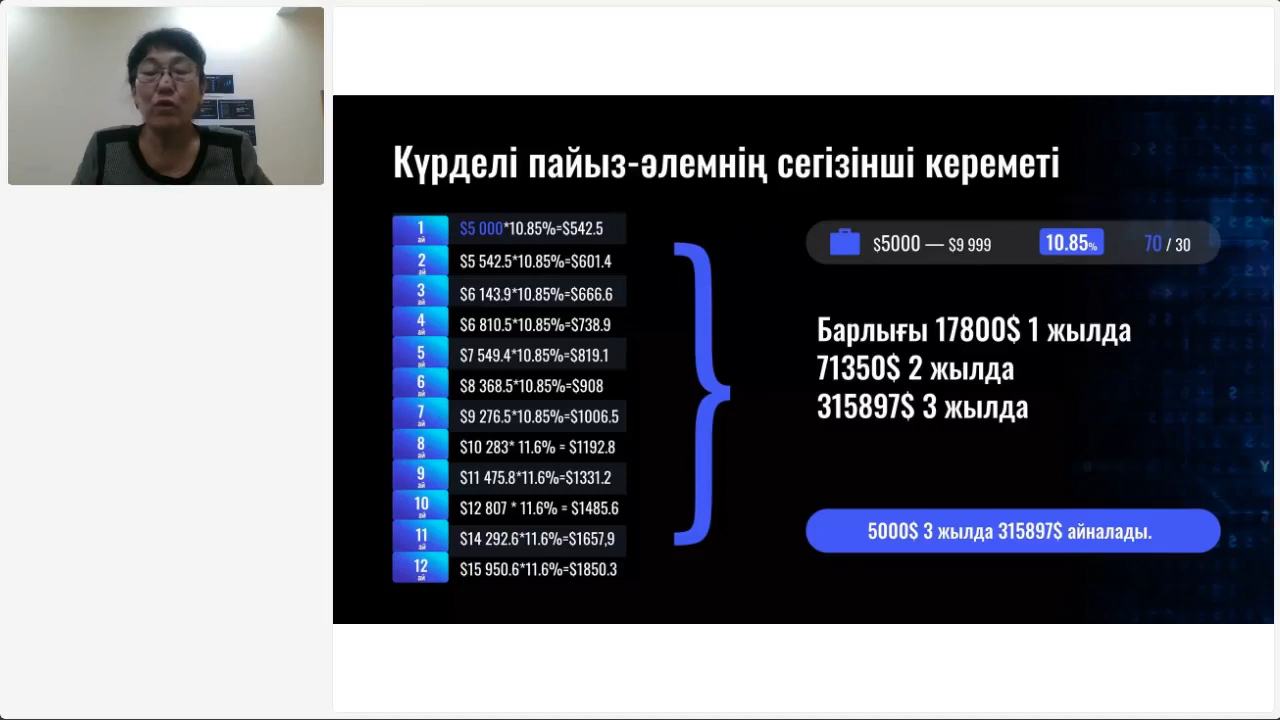 Күрделі пайыз-әлемнің сегізінші кереметі
1 ай $5 000*10.85%=$542.5
2 ай $5 542.5*10.85%=$601.4
3 ай $6 143.9*10.85%=$666.6
4 ай $6 810.5*10.85%=$738.9
5 ай $7 549.4*10.85%=$819.1
6 ай $8 368.5*10.85%=$908
7 ай $9 276.5*10.85%=$1006.5
8 ай $10 283* 11.6% = $1192.8
9 ай $11 475.8*11.6%=$1331.2
10 ай $12 807 * 11.6% = $1485.6
11 ай $14 292.6*11.6%=$1657,9
12 ай $15 950.6*11.6%=$1850.3
$5000 — $9 999 10.85% 70 / 30
Барлығы 17800$ 1 жылда
71350$ 2 жылда
315897$ 3 жылда
5000$ 3 жылда 315897$ айналады.